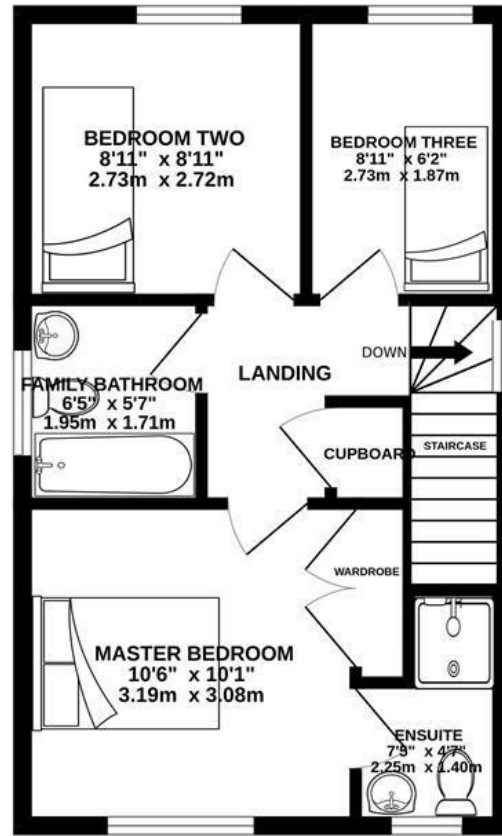 BEDROOM TWO
8'11" x 8'11"
2.73m x 2.72m
BEDROOM THREE
8'11" x 6'2"
2.73m x 1.87m
DOWN
LANDING
FAMILY BATHROOM
6'5" x 5'7"
1.95m x 1.71m
CUPBOARD
STAIRCASE
WARDROBE
MASTER BEDROOM
10'6" x 10'1"
3.19m x 3.08m
ENSUITE
7'5" x 4'7"
2.25m x 1.40m